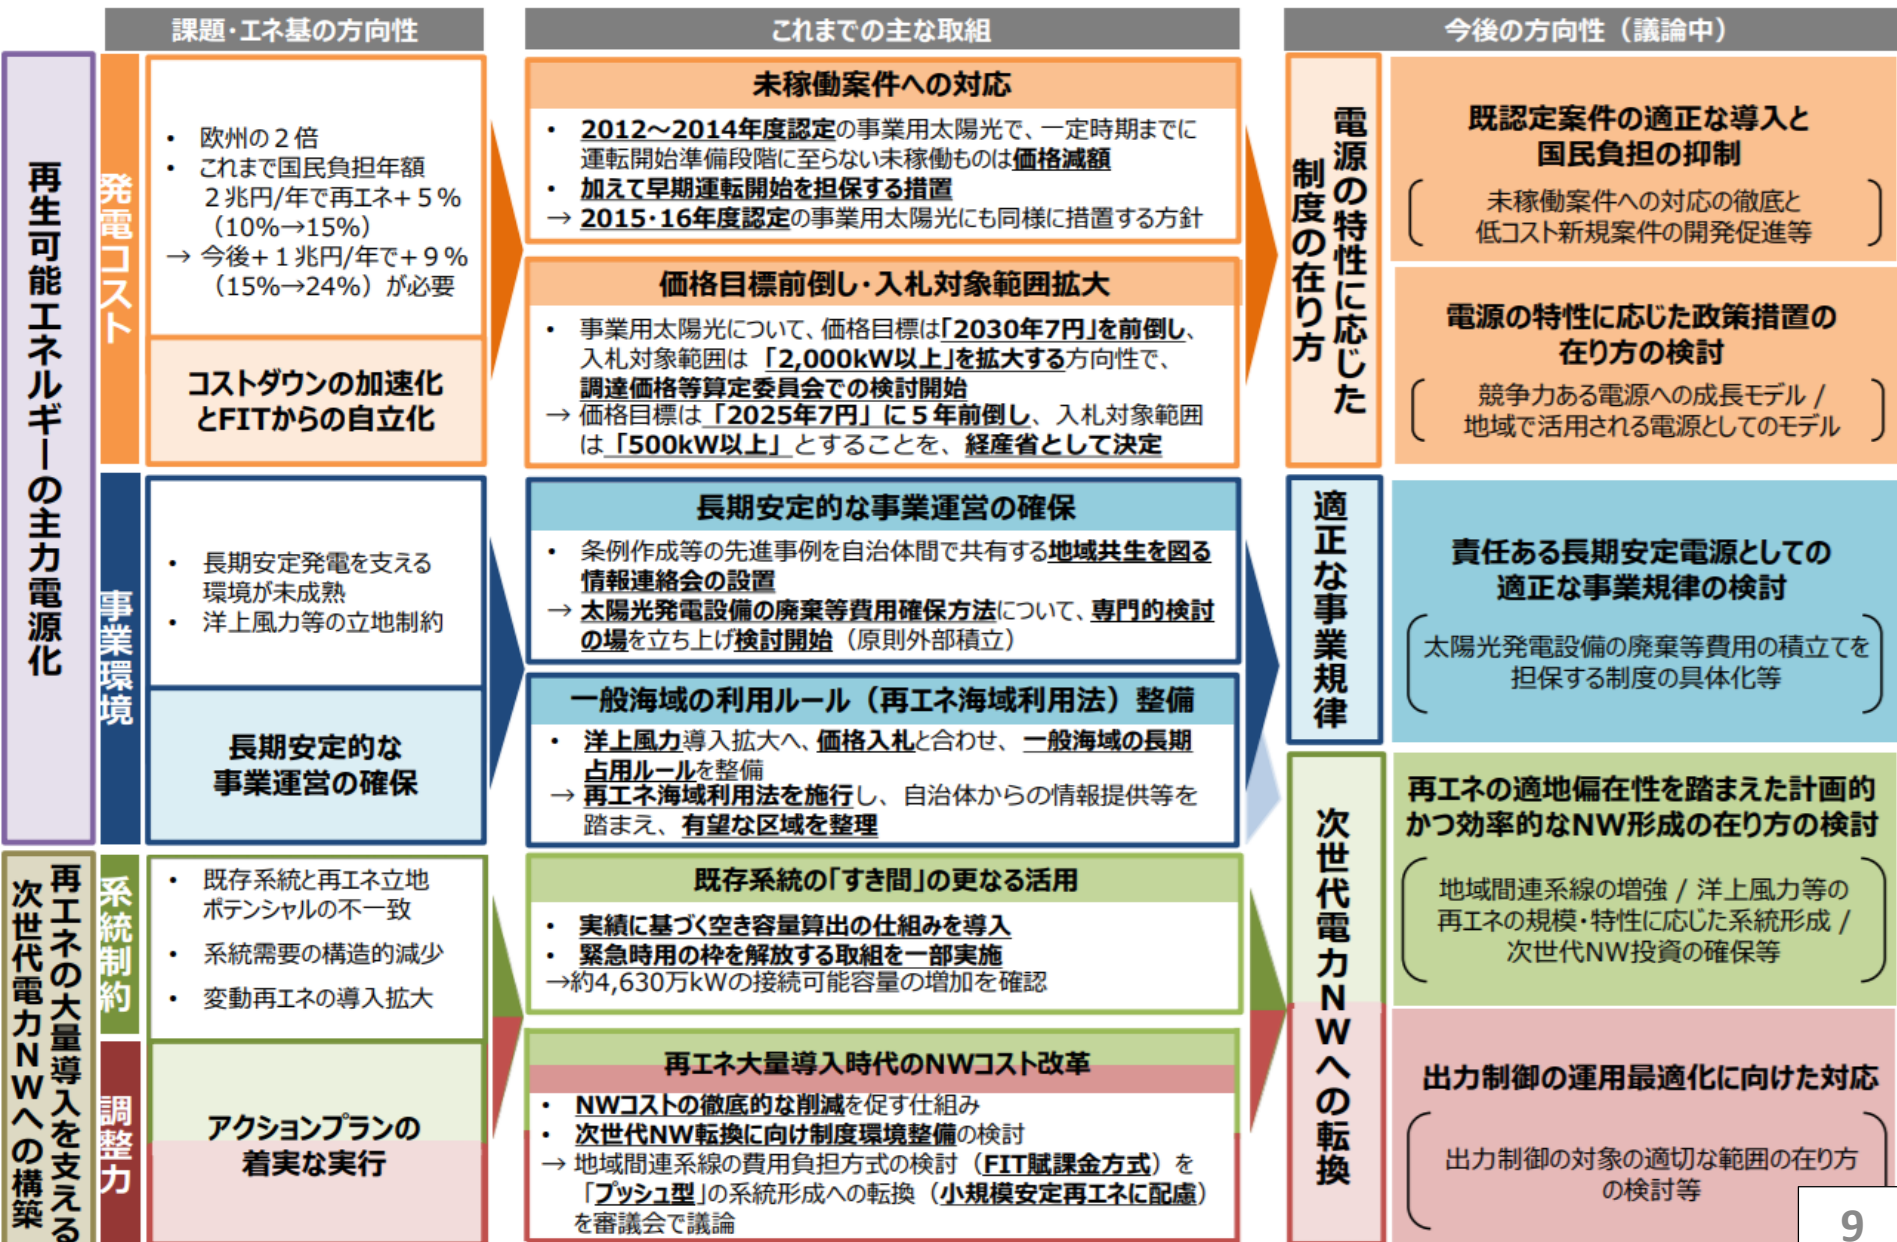 課題・エネ基の方向性
これまでの主な取組
今後の方向性（議論中）
再生可能エネルギーの主力電源化
発電コスト
• 欧州の２倍
• これまで国民負担年額
２兆円/年で再エネ+５%
（10%→15%）
→ 今後+１兆円/年で+９%
（15%→24%）が必要
コストダウンの加速化
とFITからの自立化
未稼働案件への対応
• 2012～2014年度認定の事業用太陽光で、一定時期までに
運転開始準備段階に至らない未稼働ものは価格減額
• 加えて早期運転開始を担保する措置
→ 2015・16年度認定の事業用太陽光にも同様に措置する方針
価格目標前倒し・入札対象範囲拡大
• 事業用太陽光について、価格目標は「2030年7円」を前倒し、
入札対象範囲は「2,000kW以上」を拡大する方向性で、
調達価格等算定委員会での検討開始
→ 価格目標は「2025年7円」に５年前倒し、入札対象範囲
は「500kW以上」とすることを、経産省として決定
電源の特性に応じた
制度の在り方
既認定案件の適正な導入と
国民負担の抑制
未稼働案件への対応の徹底と
低コスト新規案件の開発促進等
電源の特性に応じた政策措置の
在り方の検討
競争力ある電源への成長モデル /
地域で活用される電源としてのモデル
事業環境
• 長期安定発電を支える
環境が未成熟
• 洋上風力等の立地制約
長期安定的な
事業運営の確保
長期安定的な事業運営の確保
• 条例作成等の先進事例を自治体間で共有する地域共生を図る
情報連絡会の設置
→ 太陽光発電設備の廃棄等費用確保方法について、専門的検討
の場を立ち上げ検討開始（原則外部積立）
一般海域の利用ルール（再エネ海域利用法）整備
• 洋上風力導入拡大へ、価格入札と合わせ、一般海域の長期
占用ルールを整備
→ 再エネ海域利用法を施行し、自治体からの情報提供等を
踏まえ、有望な区域を整理
適正な事業規律
責任ある長期安定電源としての
適正な事業規律の検討
太陽光発電設備の廃棄等費用の積立てを
担保する制度の具体化等
再エネの大量導入を支える
次世代電力NWへの構築
系統制約
調整力
• 既存系統と再エネ立地
ポテンシャルの不一致
• 系統需要の構造的減少
• 変動再エネの導入拡大
アクションプランの
着実な実行
既存系統の「すき間」の更なる活用
• 実績に基づく空き容量算出の仕組みを導入
• 緊急時用の枠を解放する取組を一部実施
→約4,630万kWの接続可能容量の増加を確認
再エネ大量導入時代のNWコスト改革
• NWコストの徹底的な削減を促す仕組み
• 次世代NW転換に向け制度環境整備の検討
→ 地域間連系線の費用負担方式の検討（FIT賦課金方式）を
「プッシュ型」の系統形成への転換（小規模安定再エネに配慮）
を審議会で議論
次世代電力NWへの転換
再エネの適地偏在性を踏まえた計画的
かつ効率的なNW形成の在り方の検討
地域間連系線の増強 / 洋上風力等の
再エネの規模・特性に応じた系統形成 /
次世代NW投資の確保等
出力制御の運用最適化に向けた対応
出力制御の対象の適切な範囲の在り方
の検討等
9